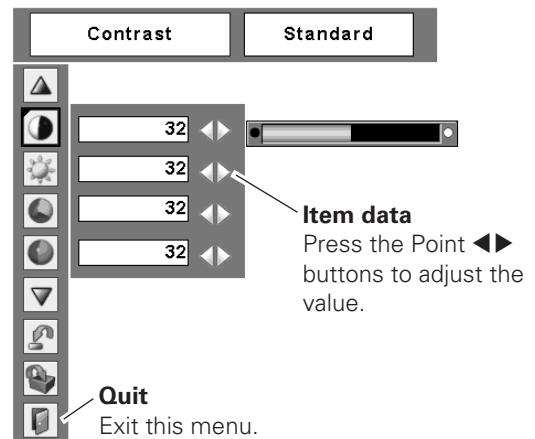 Contrast Standard
32
32
32
32
Item data
Press the Point ◀▶
buttons to adjust the
value.
Quit
Exit this menu.